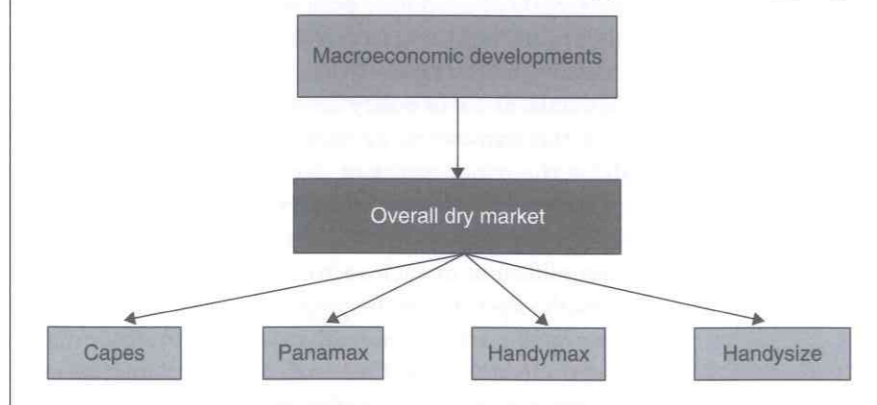 Macroeconomic developments
Overall dry market
Capes
Panamax
Handymax
Handysize